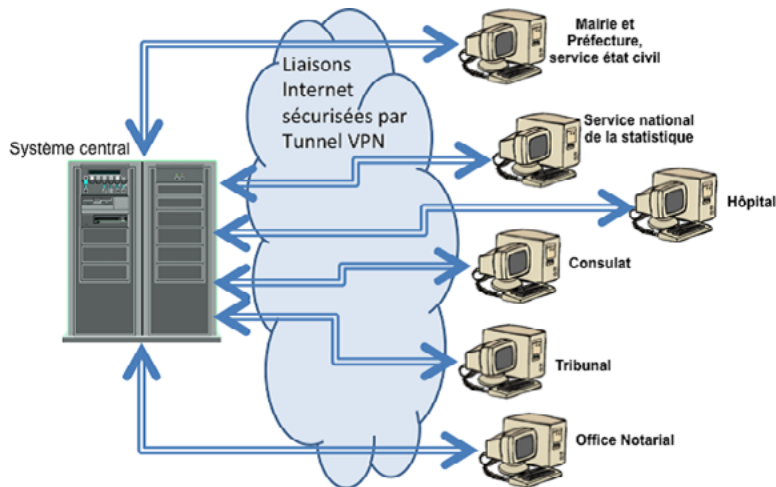 Mairie et
Préfecture,
service état civil
Liaisons
Internet
sécurisées par
Tunnel VPN
Service national
de la statistique
Système central
Hôpital
Consulat
Tribunal
Office Notarial